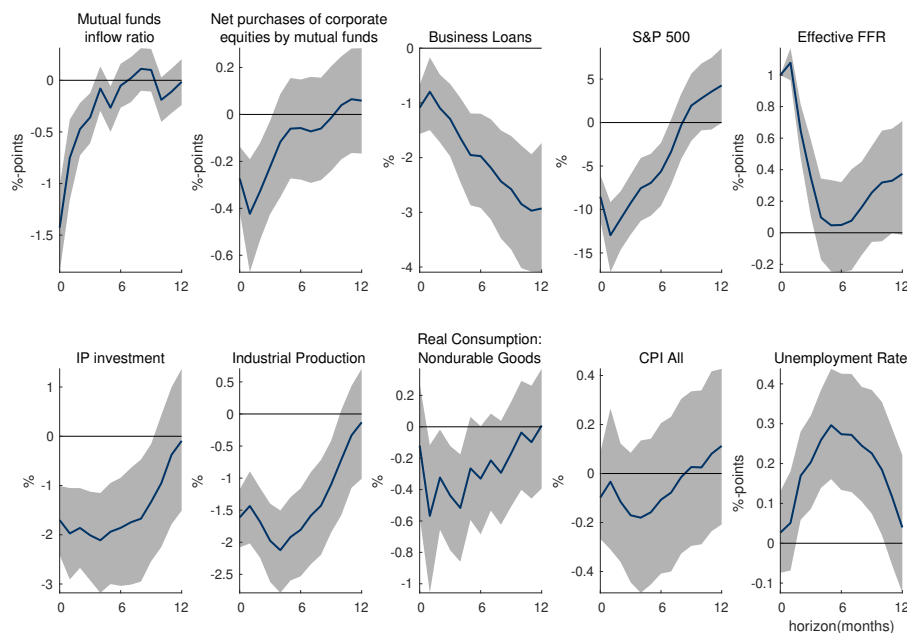 Mutual funds
inflow ratio
Net purchases of corporate
equities by mutual funds
Business Loans
S&P 500
Effective FFR
%-points
0
-0.5
-1
-1.5
0 6 12
%-points
0.2
0
-0.2
-0.4
-0.6
0 6 12
%
0
-1
-2
-3
-4
0 6 12
%
5
0
-5
-10
-15
0 6 12
%-points
1
0.8
0.6
0.4
0.2
0
-0.2
0 6 12
IP investment
Industrial Production
Real Consumption:
Nondurable Goods
CPI All
Unemployment Rate
%
1
0
-1
-2
-3
0 6 12
%
0.5
0
-0.5
-1
-1.5
-2
-2.5
0 6 12
%
0.2
0
-0.2
-0.4
-0.6
-0.8
-1
0 6 12
%
0.4
0.2
0
-0.2
-0.4
0 6 12
%-points
0.4
0.3
0.2
0.1
0
-0.1
0 6 12
horizon(months)